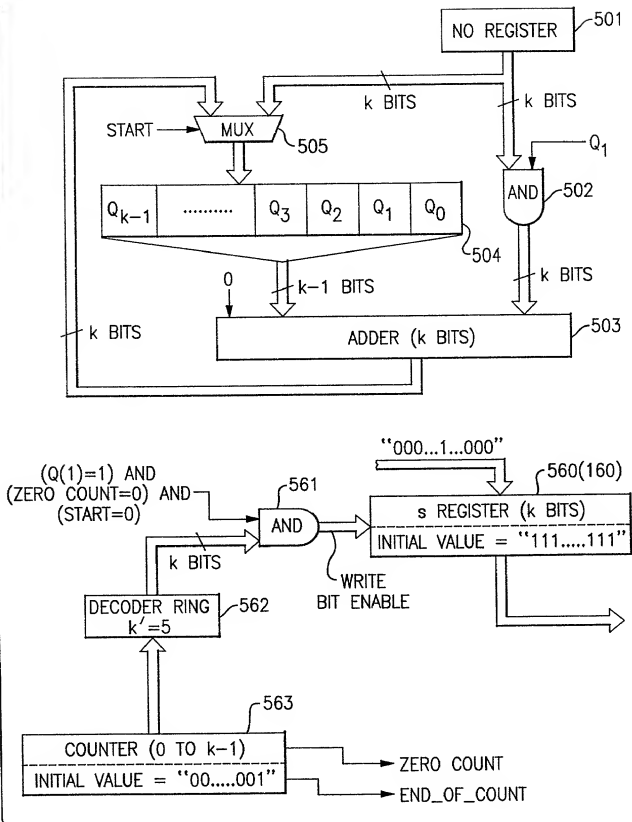 NO REGISTER
501
k BITS
k BITS
START
MUX
505
Q1
AND
502
Qk-1
..........
Q3
Q2
Q1
Q0
504
0
k-1 BITS
k BITS
k BITS
ADDER (k BITS)
503
(Q(1)=1) AND
(ZERO COUNT=0) AND
(START=0)
561
AND
"000...1...000"
560(160)
s REGISTER (k BITS)
INITIAL VALUE = "111.....111"
k BITS
WRITE
BIT ENABLE
DECODER RING
k'=5
562
563
COUNTER (0 TO k-1)
INITIAL VALUE = "00.....001"
ZERO COUNT
END_OF_COUNT